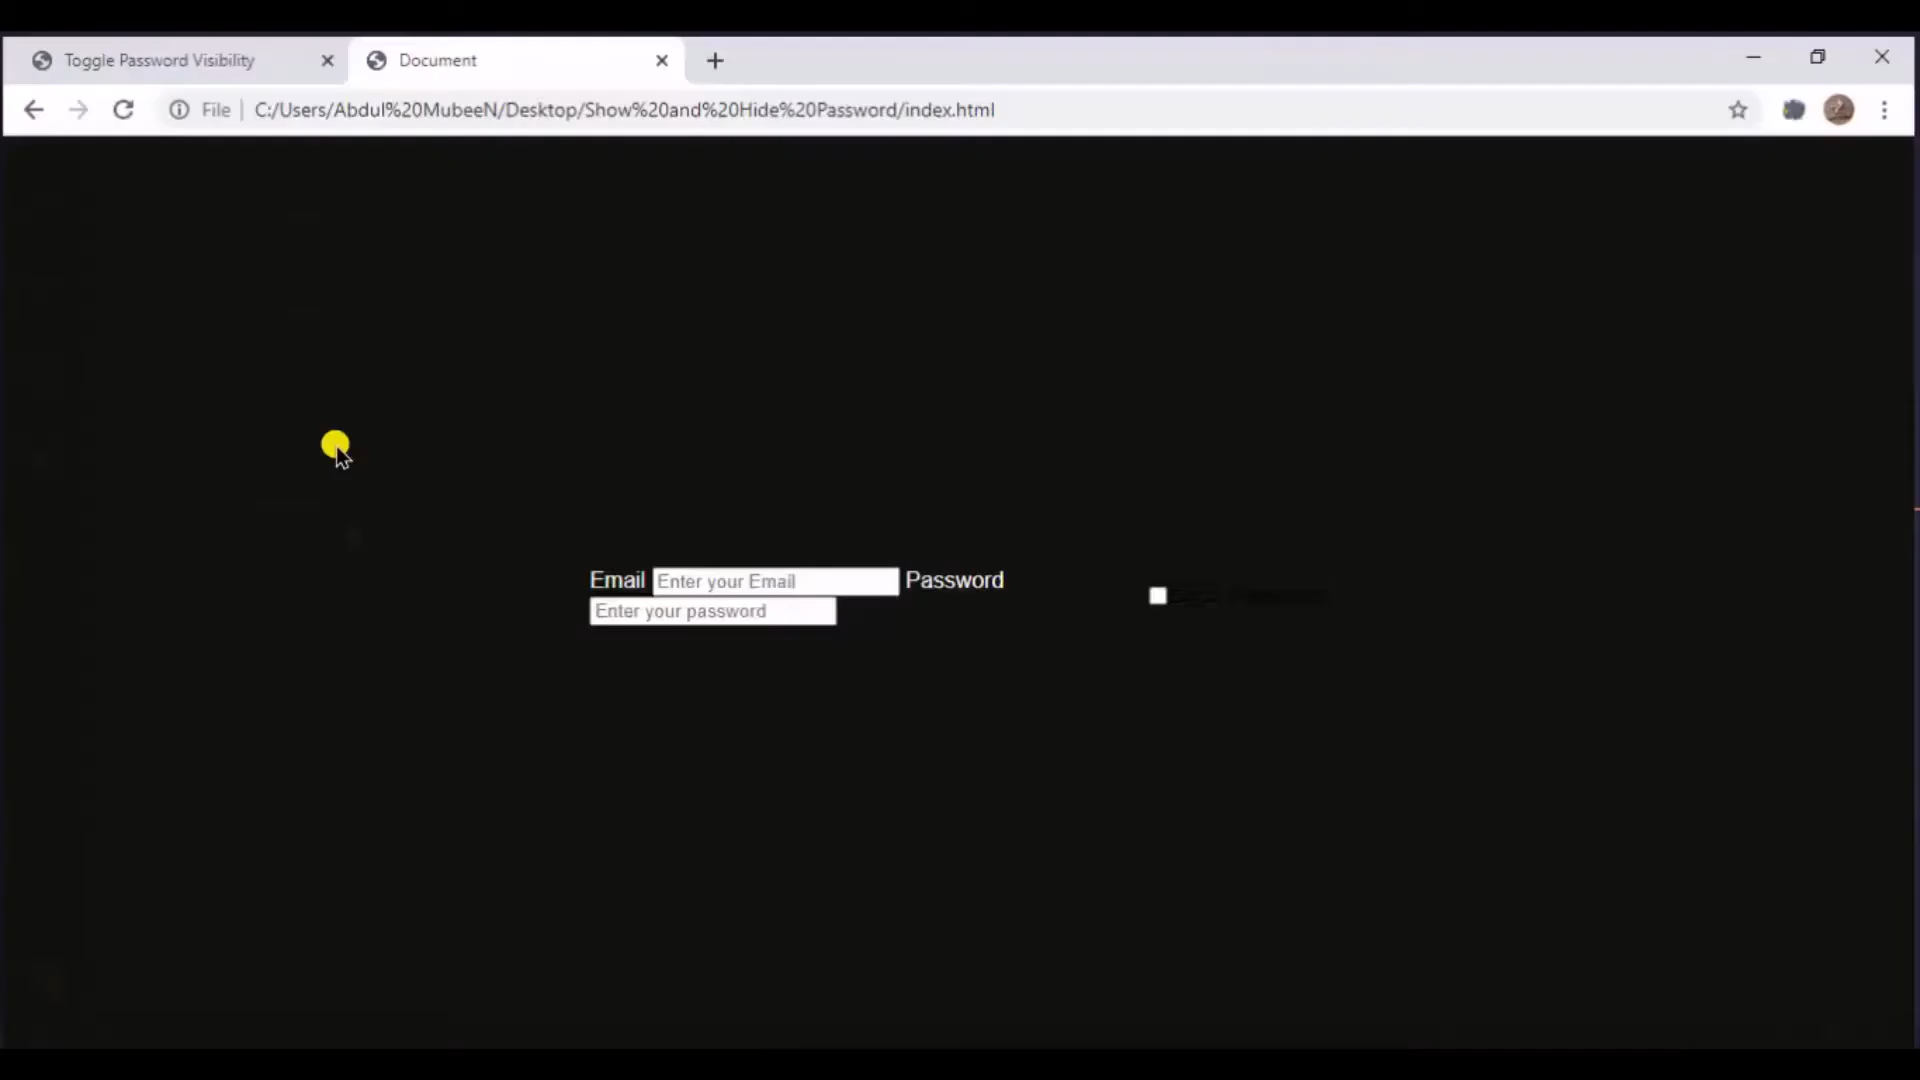 Toggle Password Visibility
Document
File | C:/Users/Abdul%20MubeeN/Desktop/Show%20and%20Hide%20Password/index.html
Email Enter your Email Password
Enter your password